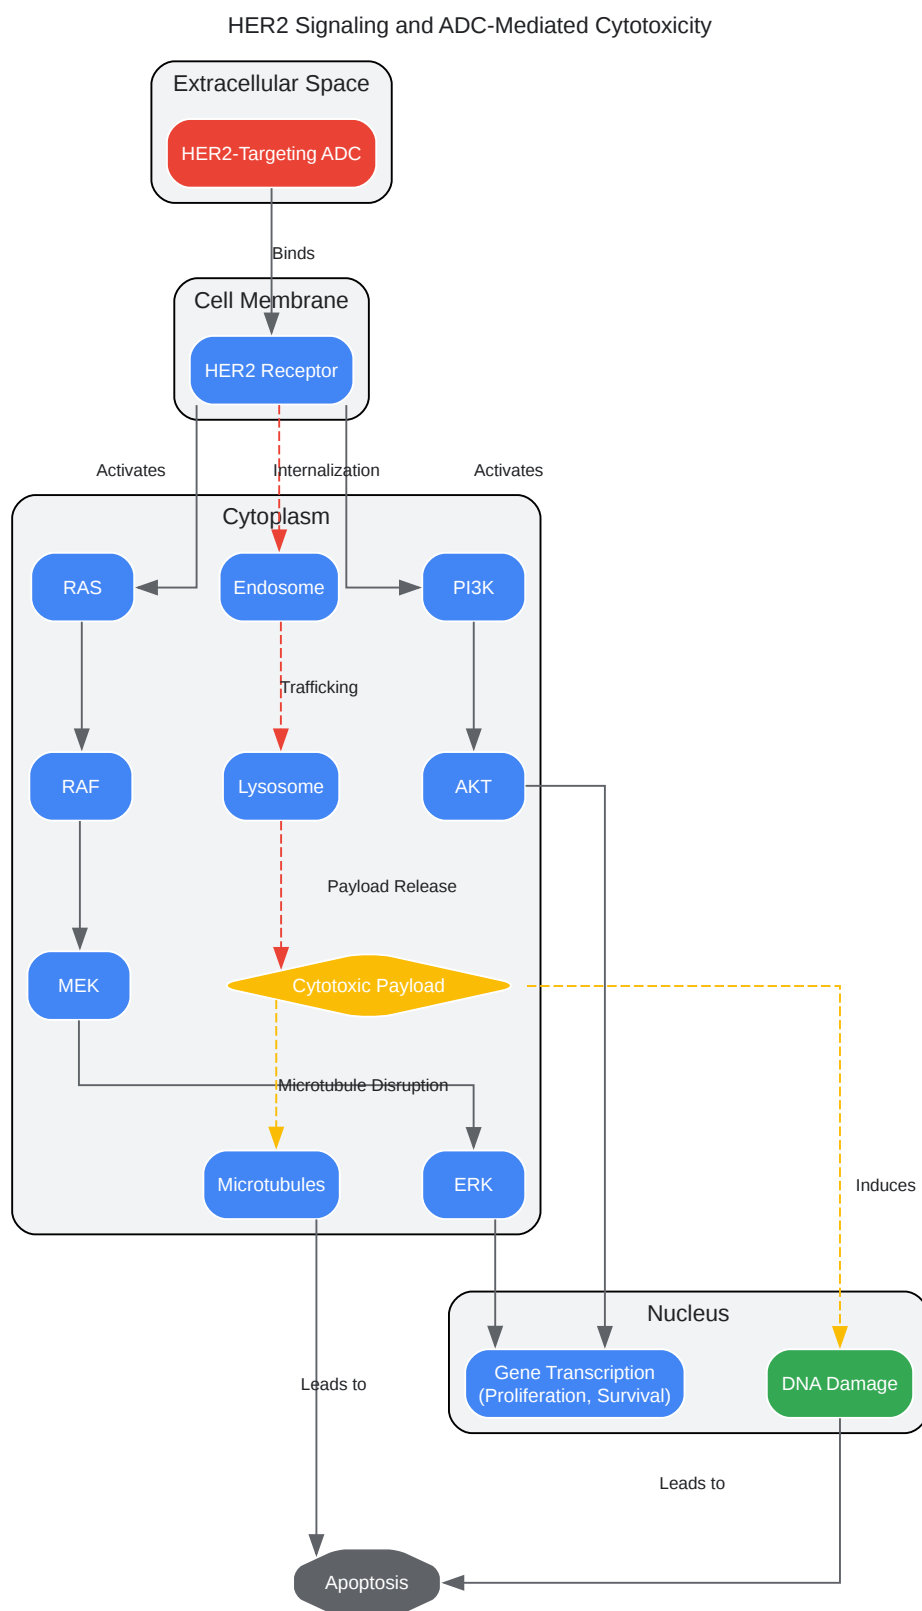 HER2 Signaling and ADC-Mediated Cytotoxicity
Extracellular Space
HER2-Targeting ADC
Binds
Cell Membrane
HER2 Receptor
Activates
Internalization
Activates
Cytoplasm
RAS
Endosome
PI3K
Trafficking
RAF
Lysosome
AKT
Payload Release
MEK
Cytotoxic Payload
Microtubule Disruption
Microtubules
ERK
Induces
Nucleus
Gene Transcription
(Proliferation, Survival)
DNA Damage
Leads to
Leads to
Apoptosis